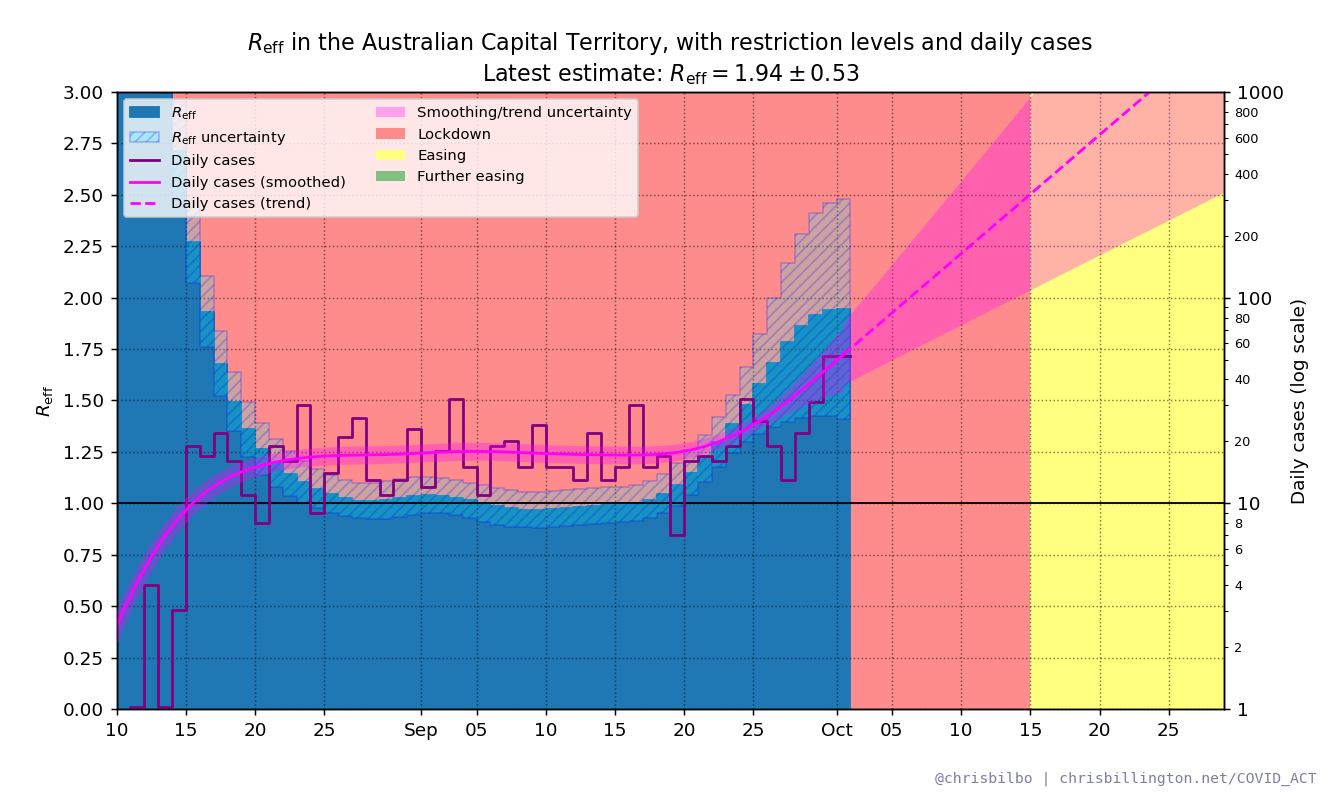 R_eff in the Australian Capital Territory, with restriction levels and daily cases
Latest estimate: R_eff = 1.94 ± 0.53
R_eff
R_eff uncertainty
Daily cases
Daily cases (smoothed)
Daily cases (trend)
Smoothing/trend uncertainty
Lockdown
Easing
Further easing
R_eff
3.00
2.75
2.50
2.25
2.00
1.75
1.50
1.25
1.00
0.75
0.50
0.25
0.00
1000
800
600
400
200
100
80
60
40
20
10
8
6
4
2
1
Daily cases (log scale)
10 15 20 25 Sep 05 10 15 20 25 Oct 05 10 15 20 25
@chrisbilbo | chrisbillington.net/COVID_ACT